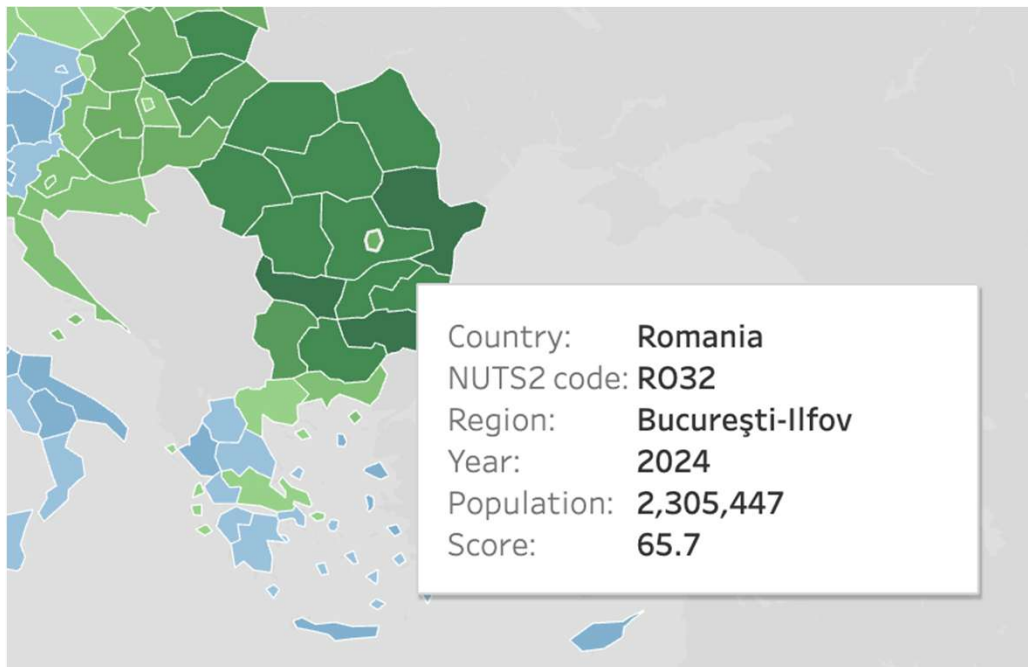 Country: Romania
NUTS2 code: RO32
Region: Bucureşti-Ilfov
Year: 2024
Population: 2,305,447
Score: 65.7